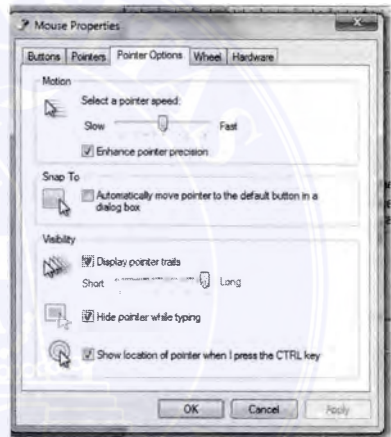 Mouse Properties
Buttons Pointers Pointer Options Wheel Hardware
Motion
Select a pointer speed:
Slow Fast
Enhance pointer precision
Snap To
Automatically move pointer to the default button in a
dialog box
Visibility
Display pointer trails
Short Long
Hide pointer while typing
Show location of pointer when I press the CTRL key
OK Cancel Apply